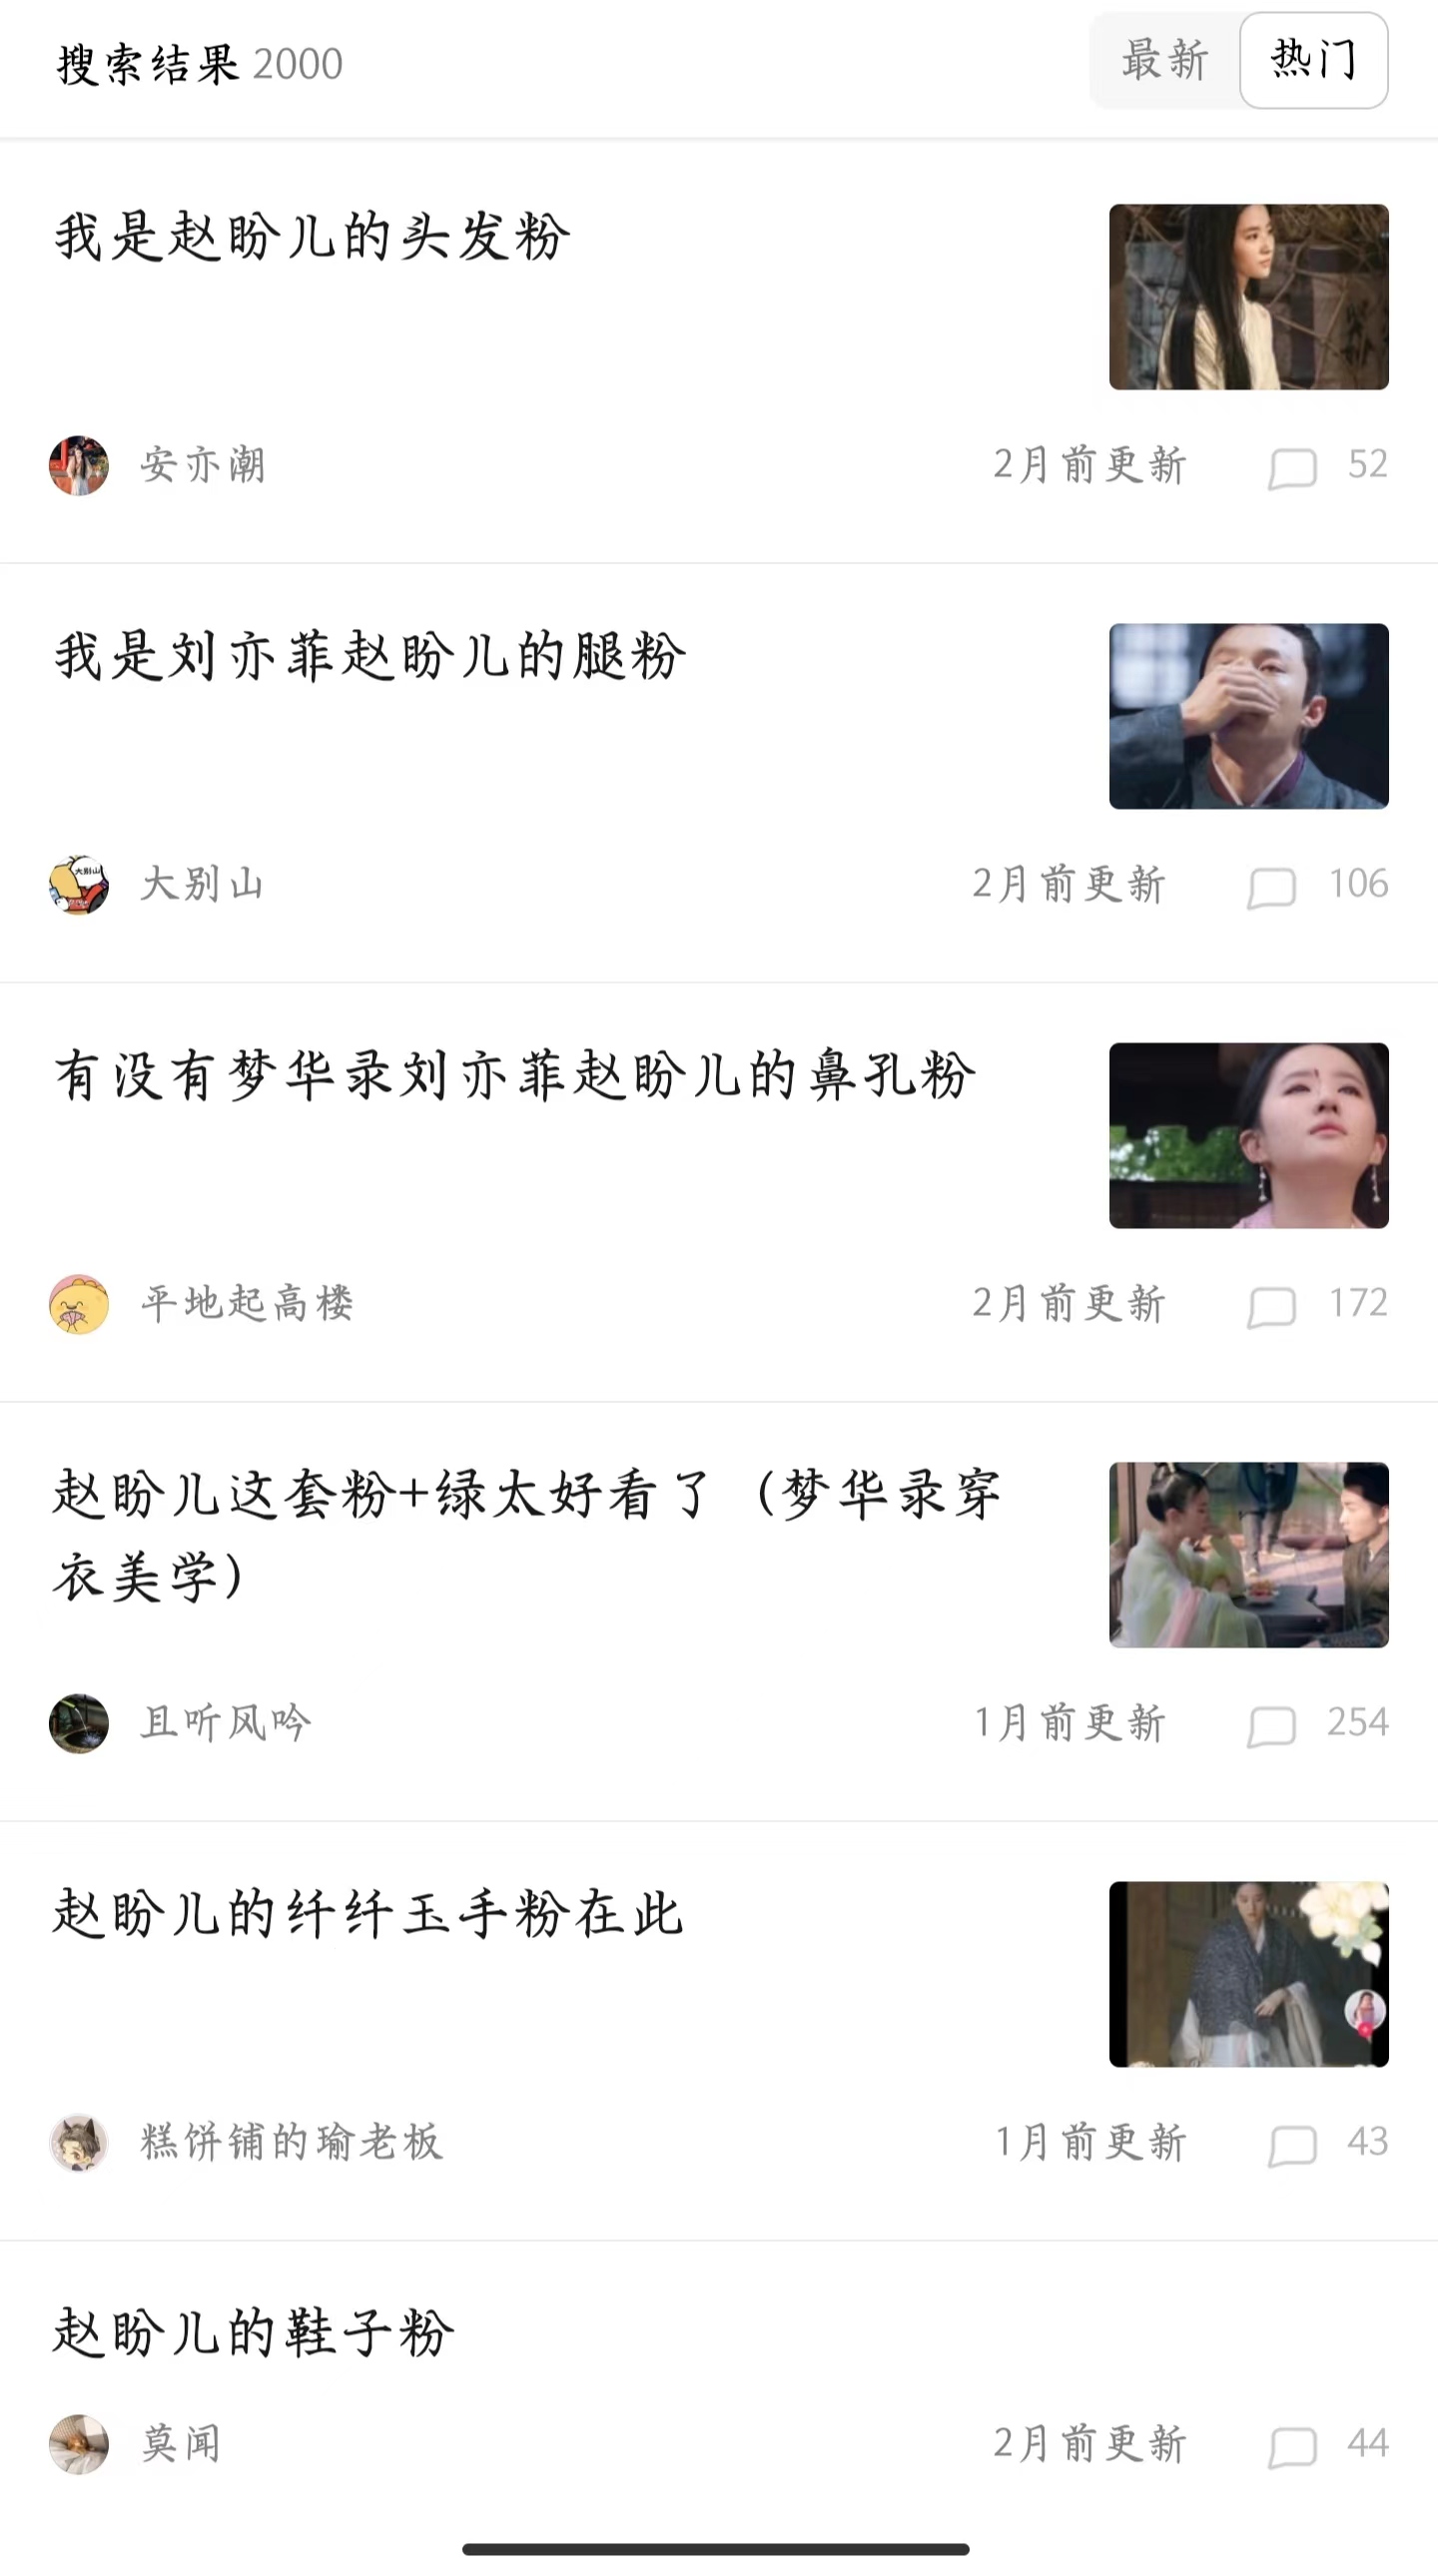 搜索结果 2000
最新
热门
我是赵盼儿的头发粉
安亦潮
2月前更新
52
我是刘亦菲赵盼儿的腿粉
大别山
大别山
2月前更新
106
有没有梦华录刘亦菲赵盼儿的鼻孔粉
平地起高楼
2月前更新
172
赵盼儿这套粉+绿太好看了（梦华录穿
衣美学）
且听风吟
1月前更新
254
赵盼儿的纤纤玉手粉在此
糕饼铺的瑜老板
1月前更新
43
赵盼儿的鞋子粉
莫闻
2月前更新
44